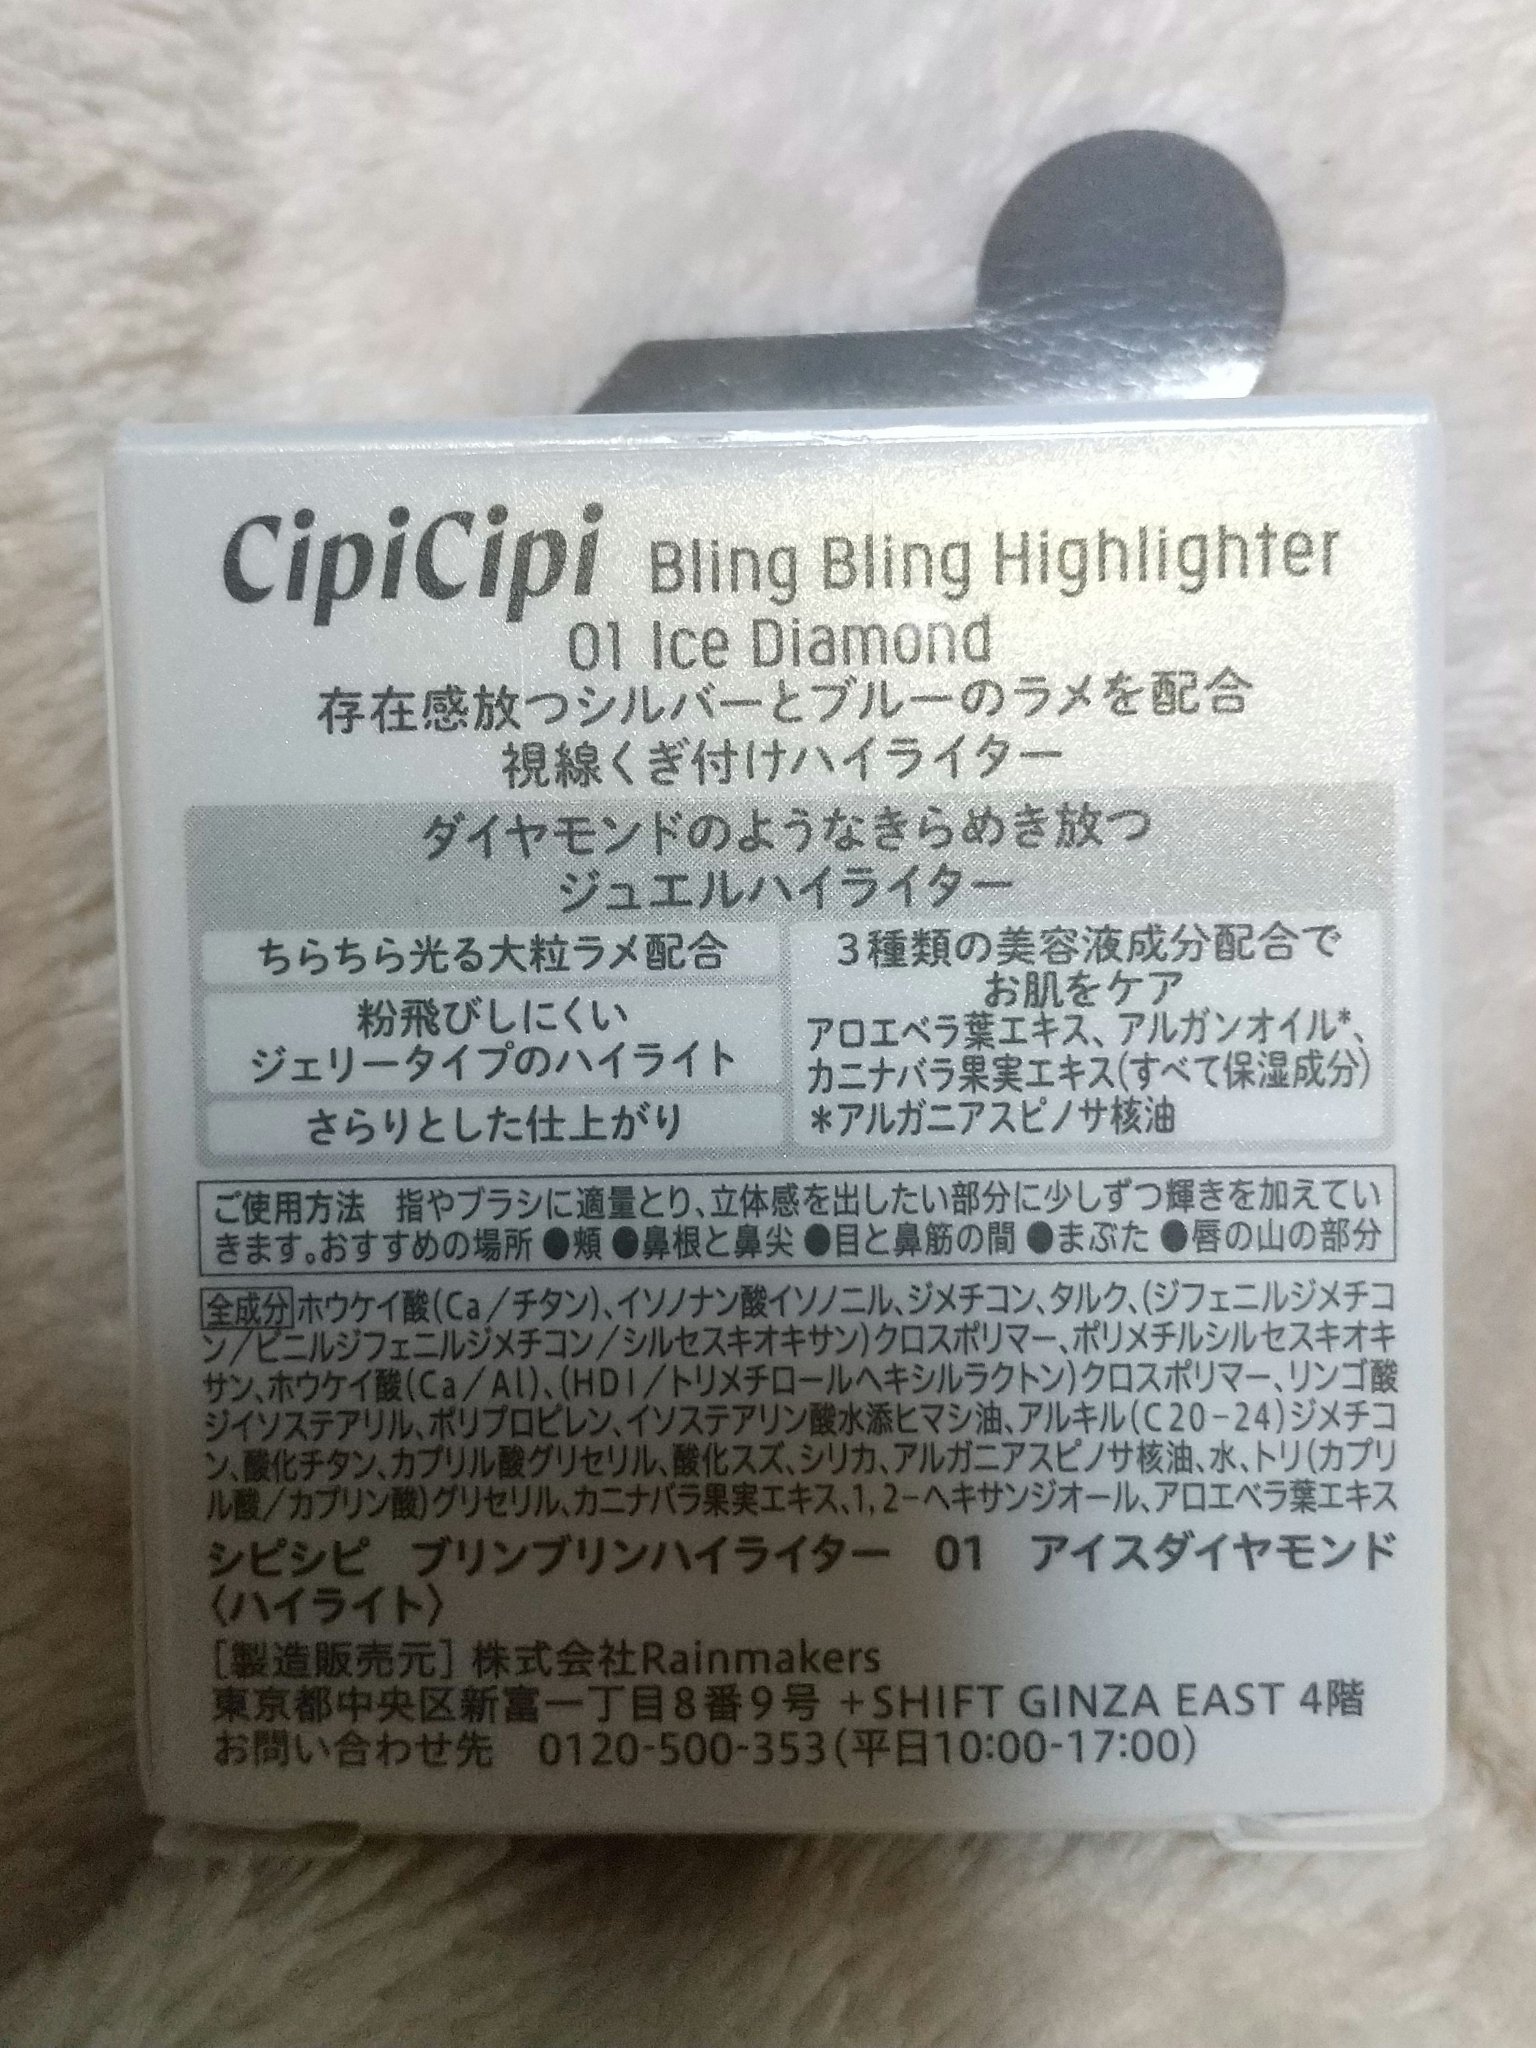 CipiCipi Bling Bling Highlighter
01 Ice Diamond
存在感放つシルバーとブルーのラメを配合
視線くぎ付けハイライター
ダイヤモンドのようなきらめき放つ
ジュエルハイライター
ちらちら光る大粒ラメ配合
粉飛びしにくい
ジェリータイプのハイライト
さらりとした仕上がり
3種類の美容液成分配合で
お肌をケア
アロエベラ葉エキス、アルガンオイル*、
カニナバラ果実エキス(すべて保湿成分)
*アルガニアスピノサ核油
ご使用方法 指やブラシに適量とり、立体感を出したい部分に少しずつ輝きを加えてい
きます。おすすめの場所 ●頬 ●鼻根と鼻尖 ●目と鼻筋の間 ●まぶた ●唇の山の部分
全成分 ホウケイ酸(Ca/チタン)、イソノナン酸イソノニル、ジメチコン、タルク、(ジフェニルジメチコ
ン/ビニルジフェニルジメチコン/シルセスキオキサン)クロスポリマー、ポリメチルシルセスキオキ
サン、ホウケイ酸(Ca/Al)、(HDI/トリメチロールヘキシルラクトン)クロスポリマー、リンゴ酸
ジイソステアリル、ポリプロピレン、イソステアリン酸水添ヒマシ油、アルキル(C20-24)ジメチコ
ン、酸化チタン、カプリル酸グリセリル、酸化スズ、シリカ、アルガニアスピノサ核油、水、トリ(カプリ
ル酸/カプリン酸)グリセリル、カニナバラ果実エキス、1,2-ヘキサンジオール、アロエベラ葉エキス
シピシピ ブリンブリンハイライター 01 アイスダイヤモンド
〈ハイライト〉
[製造販売元] 株式会社Rainmakers
東京都中央区新富一丁目8番9号 +SHIFT GINZA EAST 4階
お問い合わせ先 0120-500-353(平日10:00-17:00)